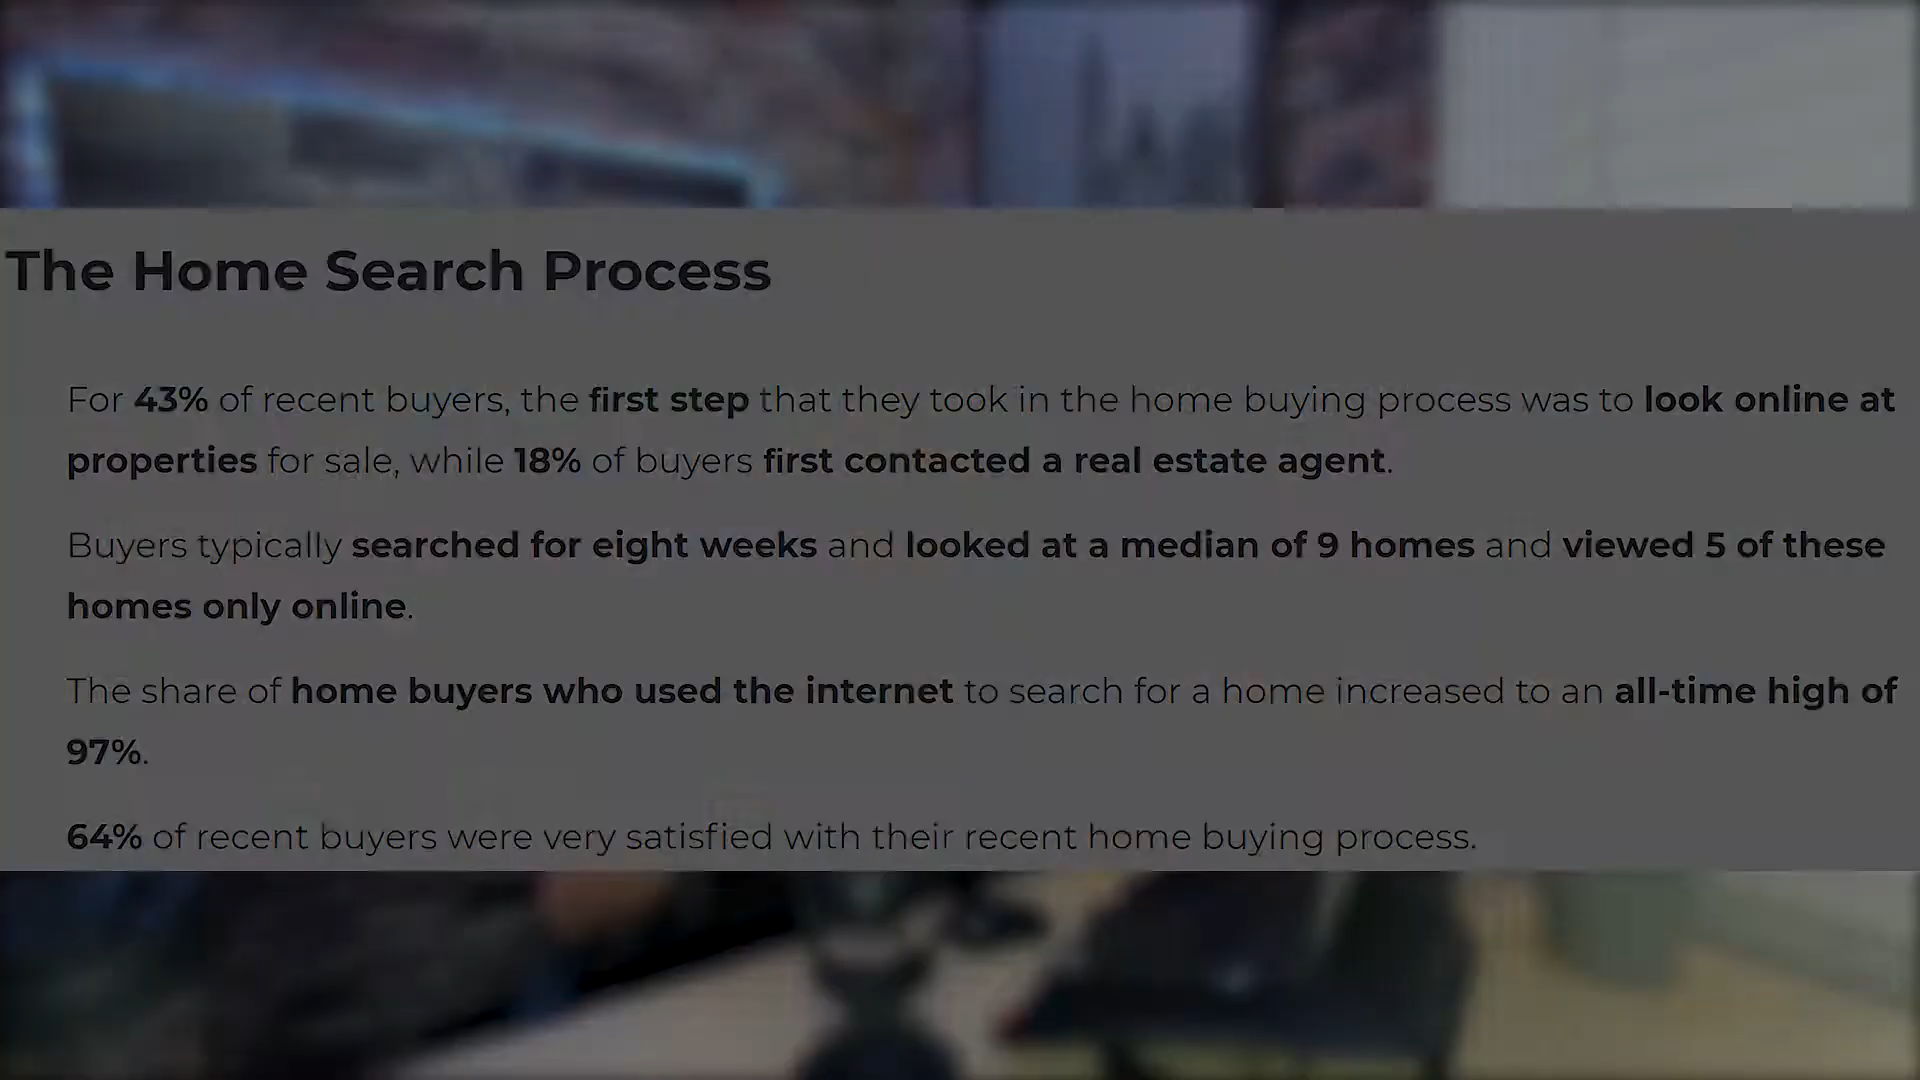 The Home Search Process
For 43% of recent buyers, the first step that they took in the home buying process was to look online at
properties for sale, while 18% of buyers first contacted a real estate agent.
Buyers typically searched for eight weeks and looked at a median of 9 homes and viewed 5 of these
homes only online.
The share of home buyers who used the internet to search for a home increased to an all-time high of
97%.
64% of recent buyers were very satisfied with their recent home buying process.